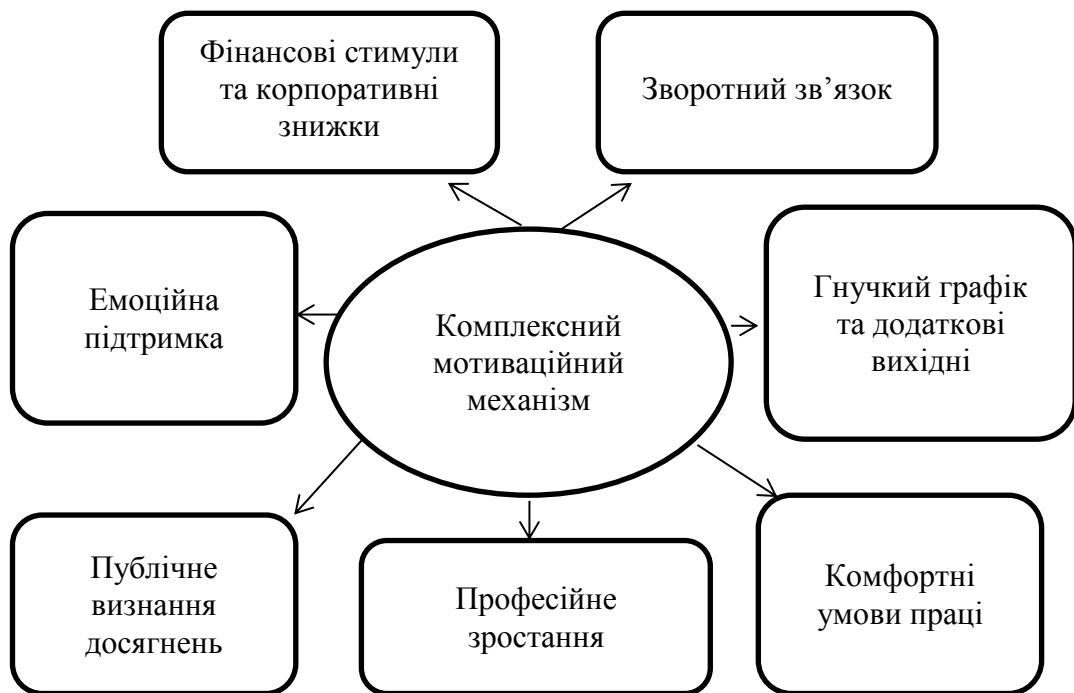 Фінансові стимули
та корпоративні
знижки
Зворотний зв’язок
Емоційна
підтримка
Комплексний
мотиваційний
механізм
Гнучкий графік
та додаткові
вихідні
Публічне
визнання
досягнень
Професійне
зростання
Комфортні
умови праці